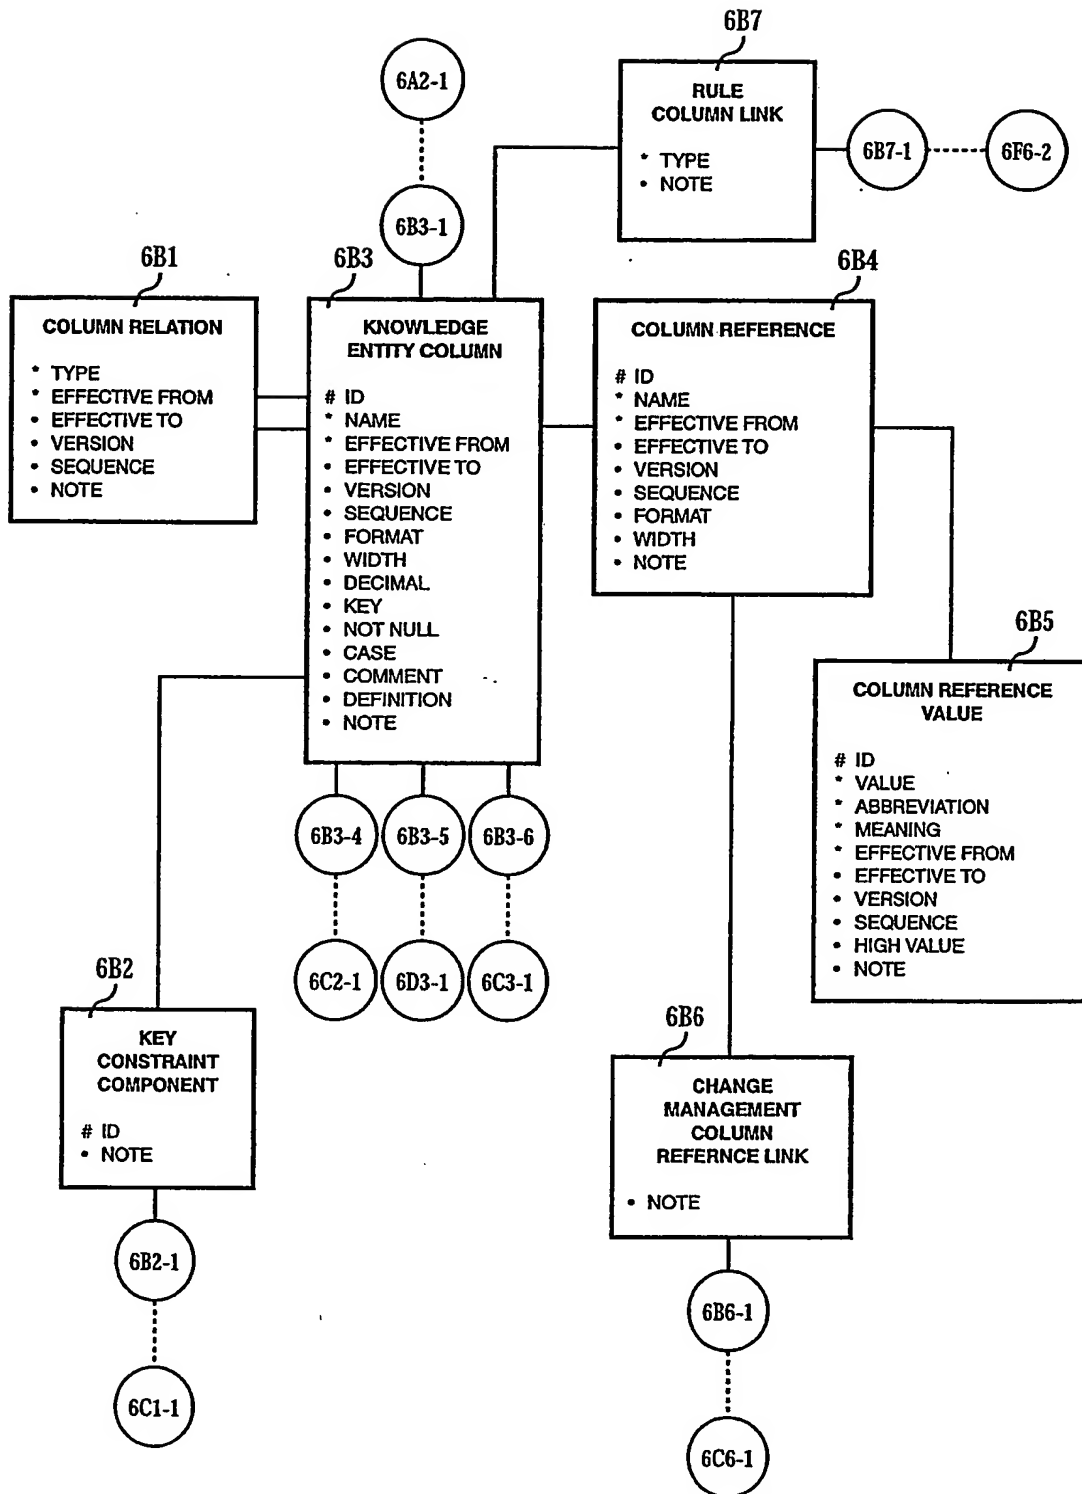 6B7
6A2-1
RULE
COLUMN LINK
* TYPE
• NOTE
6B7-1
6F6-2
6B3-1
6B1
COLUMN RELATION
* TYPE
* EFFECTIVE FROM
• EFFECTIVE TO
• VERSION
• SEQUENCE
• NOTE
6B3
KNOWLEDGE
ENTITY COLUMN
# ID
* NAME
* EFFECTIVE FROM
• EFFECTIVE TO
• VERSION
• SEQUENCE
• FORMAT
• WIDTH
• DECIMAL
• KEY
• NOT NULL
• CASE
• COMMENT
• DEFINITION
• NOTE
6B4
COLUMN REFERENCE
# ID
* NAME
* EFFECTIVE FROM
• EFFECTIVE TO
• VERSION
• SEQUENCE
• FORMAT
• WIDTH
• NOTE
6B5
COLUMN REFERENCE
VALUE
# ID
* VALUE
* ABBREVIATION
* MEANING
* EFFECTIVE FROM
• EFFECTIVE TO
• VERSION
• SEQUENCE
• HIGH VALUE
• NOTE
6B3-4
6B3-5
6B3-6
6C2-1
6D3-1
6C3-1
6B2
KEY
CONSTRAINT
COMPONENT
# ID
• NOTE
6B2-1
6C1-1
6B6
CHANGE
MANAGEMENT
COLUMN
REFERNCE LINK
• NOTE
6B6-1
6C6-1